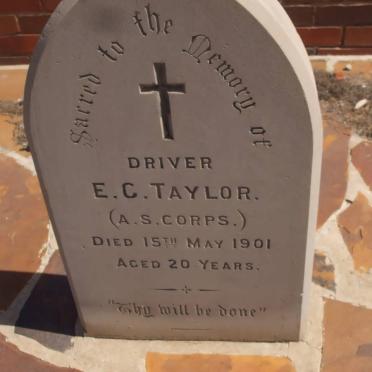 Sacred to the Memory of
DRIVER
E.C. TAYLOR.
(A.S. CORPS.)
DIED 15TH MAY 1901
AGED 20 YEARS.
"Thy will be done"